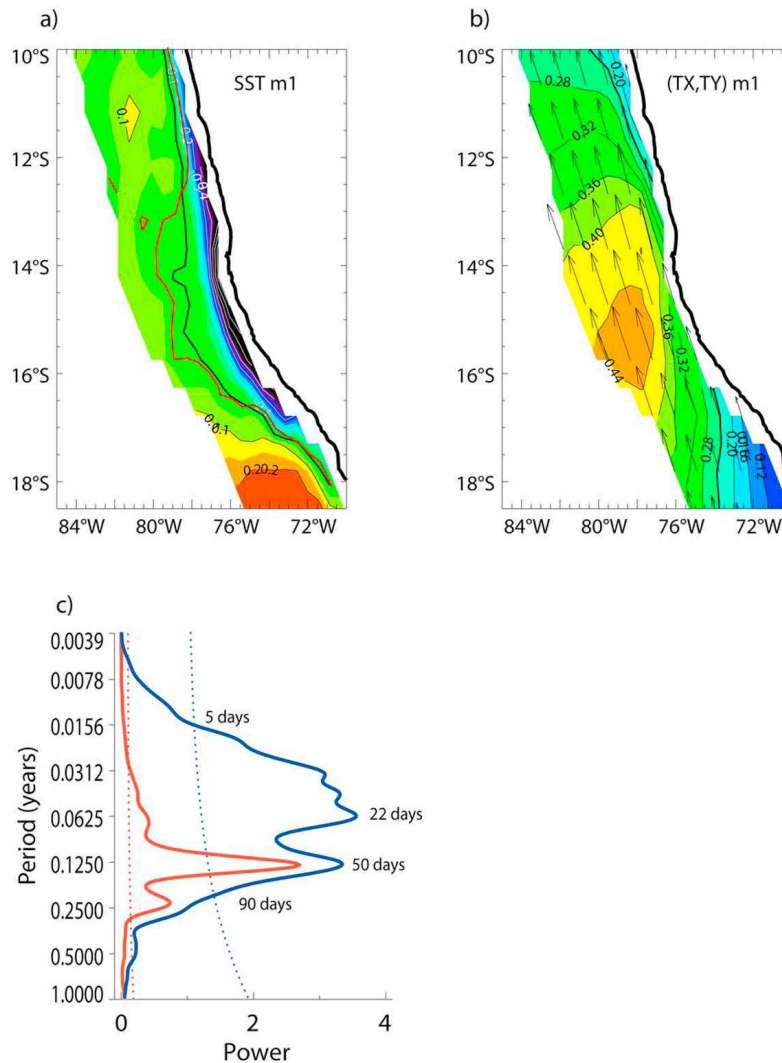 a)
SST m1
10°S
12°S
14°S
16°S
18°S
84°W
80°W
76°W
72°W
0.1
0.1
0.20.2
b)
(TX,TY) m1
10°S
12°S
14°S
16°S
18°S
84°W
80°W
76°W
72°W
0.28
0.20
0.32
0.36
0.40
0.44
0.36
0.32
0.28
0.20
0.12
c)
Period (years)
0.0039
0.0078
0.0156
0.0312
0.0625
0.1250
0.2500
0.5000
1.0000
5 days
22 days
50 days
90 days
0
2
4
Power